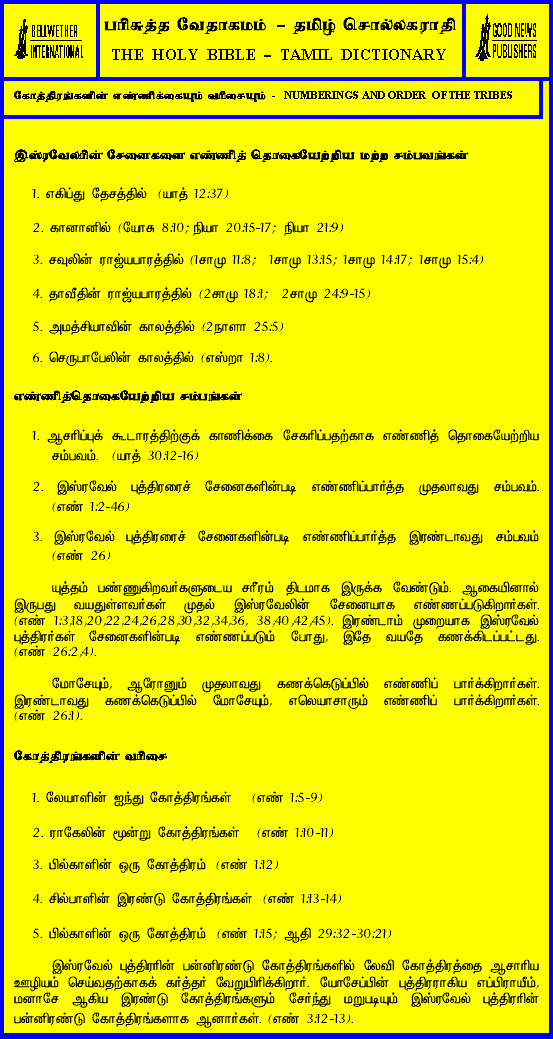 BELLWETHER
INTERNATIONAL
பரிசுத்த வேதாகமம் – தமிழ் சொல்லகராதி
THE HOLY BIBLE – TAMIL DICTIONARY
GOOD NEWS
PUBLISHERS
கோத்திரங்களின் எண்ணிக்கையும் வரிசையும் - NUMBERINGS AND ORDER OF THE TRIBES
இஸ்ரவேலரின் சேனைகளை எண்ணித் தொகையேற்றிய மற்ற சம்பவங்கள்
1. எகிப்து தேசத்தில் (யாத் 12:37)
2. கானானில் (யோசு 8:10; நியா 20:15-17; நியா 21:9)
3. சவுலின் ராஜ்யபாரத்தில் (1சாமு 11:8; 1சாமு 13:15; 1சாமு 14:17; 1சாமு 15:4)
4. தாவீதின் ராஜ்யபாரத்தில் (2சாமு 18:1; 2சாமு 24:9-15)
5. அமத்சியாவின் காலத்தில் (2நாளா 25:5)
6. செருபாபேலின் காலத்தில் (எஸ்றா 1:8).
எண்ணித்தொகையேற்றிய சம்பங்கள்
1. ஆசரிப்புக் கூடாரத்திற்குக் காணிக்கை சேகரிப்பதற்காக எண்ணித் தொகையேற்றிய
சம்பவம். (யாத் 30:12-16)
2. இஸ்ரவேல் புத்திரரைச் சேனைகளின்படி எண்ணிப்பார்த்த முதலாவது சம்பவம்.
(எண் 1:2-46)
3. இஸ்ரவேல் புத்திரரைச் சேனைகளின்படி எண்ணிப்பார்த்த இரண்டாவது சம்பவம்
(எண் 26)
யுத்தம் பண்ணுகிறவர்களுடைய சரீரம் திடமாக இருக்க வேண்டும். ஆகையினால்
இருபது வயதுள்ளவர்கள் முதல் இஸ்ரவேலின் சேனையாக எண்ணப்படுகிறார்கள்.
(எண் 1:3,18,20,22,24,26,28,30,32,34,36, 38,40,42,45). இரண்டாம் முறையாக இஸ்ரவேல்
புத்திரர்கள் சேனைகளின்படி எண்ணப்படும் போது, இதே வயதே கணக்கிடப்பட்டது.
(எண் 26:2,4).
மோசேயும், ஆரோனும் முதலாவது கணக்கெடுப்பில் எண்ணிப் பார்க்கிறார்கள்.
இரண்டாவது கணக்கெடுப்பில் மோசேயும், எலெயாசாரும் எண்ணிப் பார்க்கிறார்கள்.
(எண் 26:1).
கோத்திரங்களின் வரிசை
1. லேயாளின் ஐந்து கோத்திரங்கள் (எண் 1:5-9)
2. ராகேலின் மூன்று கோத்திரங்கள் (எண் 1:10-11)
3. பில்காளின் ஒரு கோத்திரம் (எண் 1:12)
4. சில்பாளின் இரண்டு கோத்திரங்கள் (எண் 1:13-14)
5. பில்காளின் ஒரு கோத்திரம் (எண் 1:15; ஆதி 29:32-30:21)
இஸ்ரவேல் புத்திரரின் பன்னிரண்டு கோத்திரங்களில் லேவி கோத்திரத்தை ஆசாரிய
ஊழியம் செய்வதற்காகக் கர்த்தர் வேறுபிரிக்கிறார். யோசேப்பின் புத்திரராகிய எப்பிராயீம்,
மனாசே ஆகிய இரண்டு கோத்திரங்களும் சேர்ந்து மறுபடியும் இஸ்ரவேல் புத்திரரின்
பன்னிரண்டு கோத்திரங்களாக ஆனார்கள். (எண் 3:12-13).